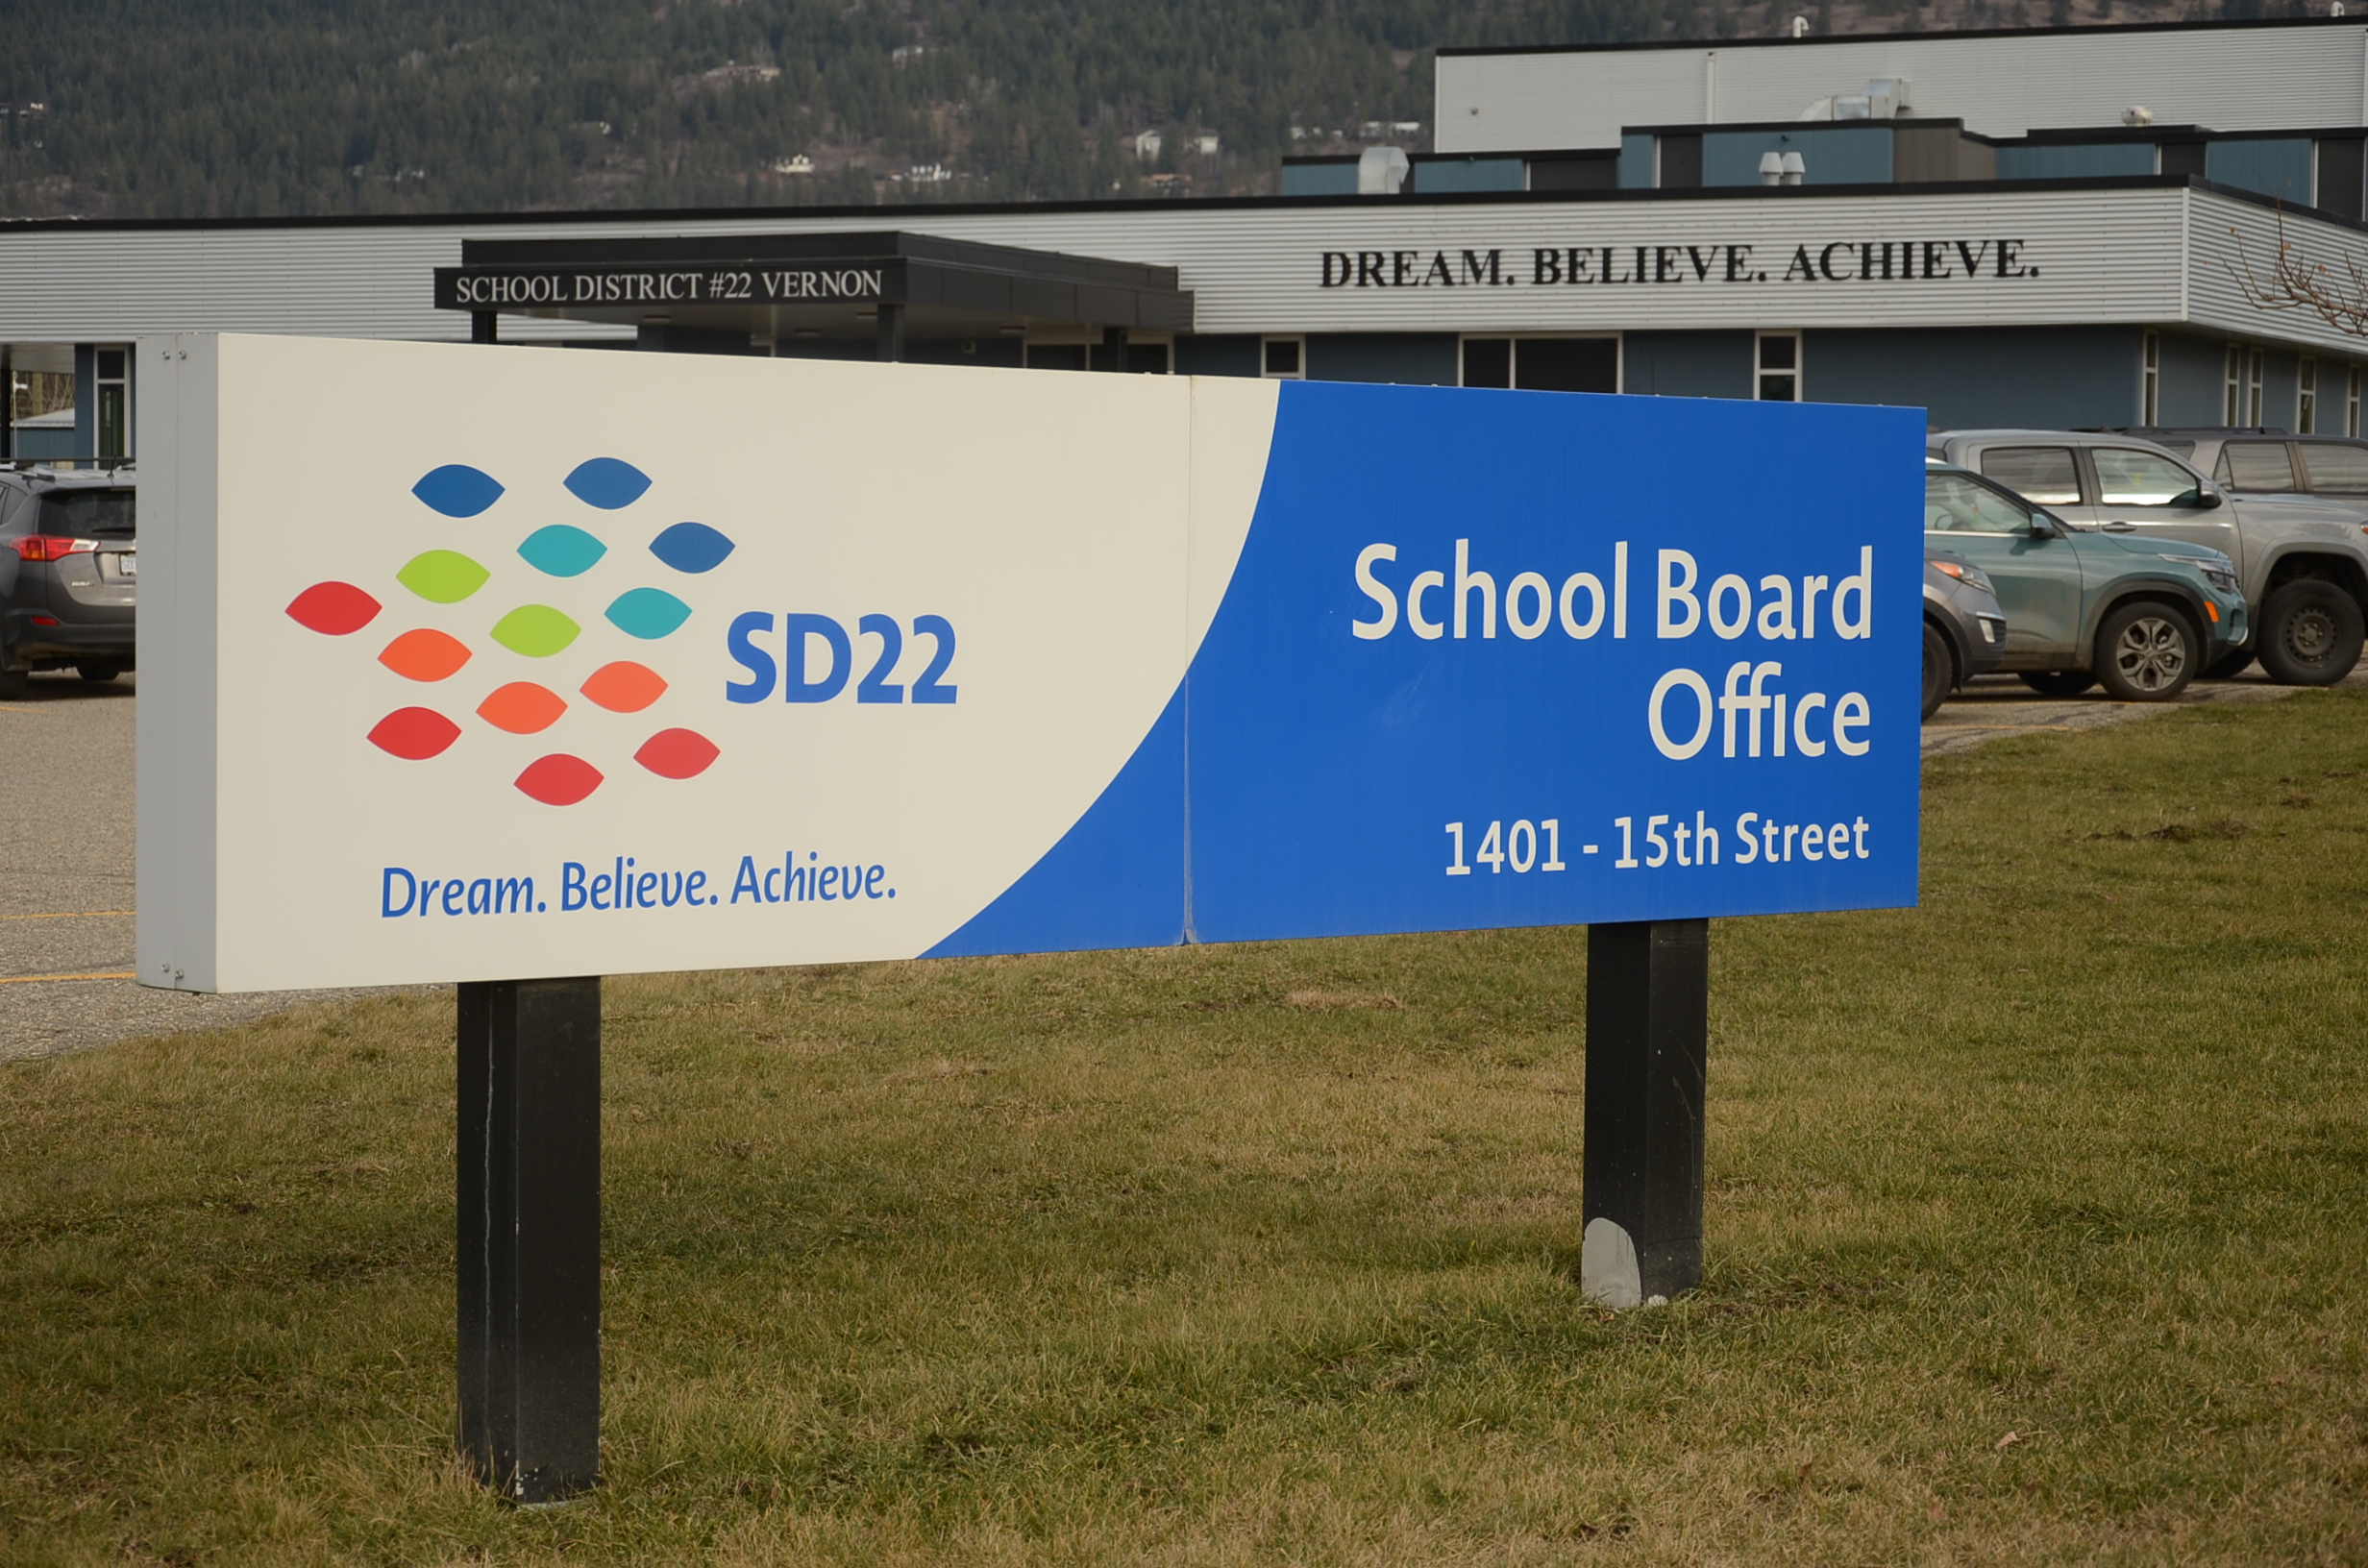 SCHOOL DISTRICT #22 VERNON
DREAM. BELIEVE. ACHIEVE.
SD22
Dream. Believe. Achieve.
School Board
Office
1401 - 15th Street